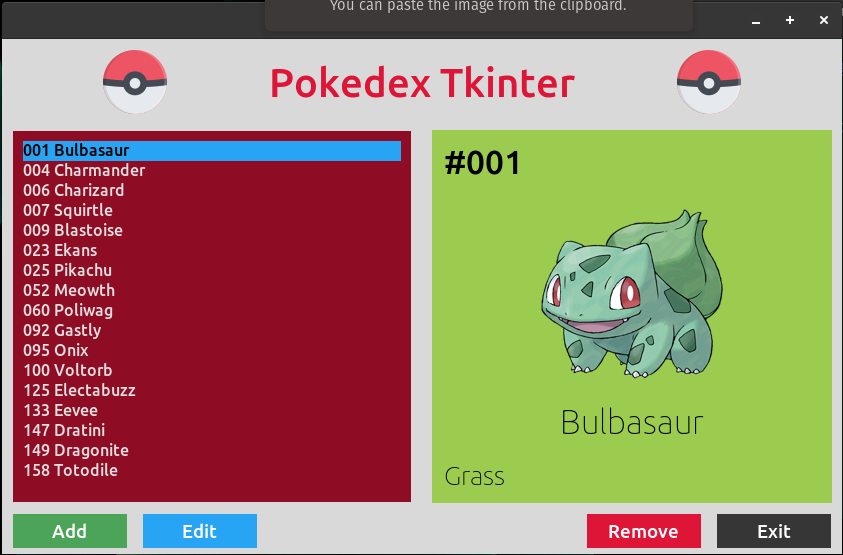 You can paste the image from the clipboard.
Pokedex Tkinter
001 Bulbasaur
004 Charmander
006 Charizard
007 Squirtle
009 Blastoise
023 Ekans
025 Pikachu
052 Meowth
060 Poliwag
092 Gastly
095 Onix
100 Voltorb
125 Electabuzz
133 Eevee
147 Dratini
149 Dragonite
158 Totodile
#001
Bulbasaur
Grass
Add
Edit
Remove
Exit